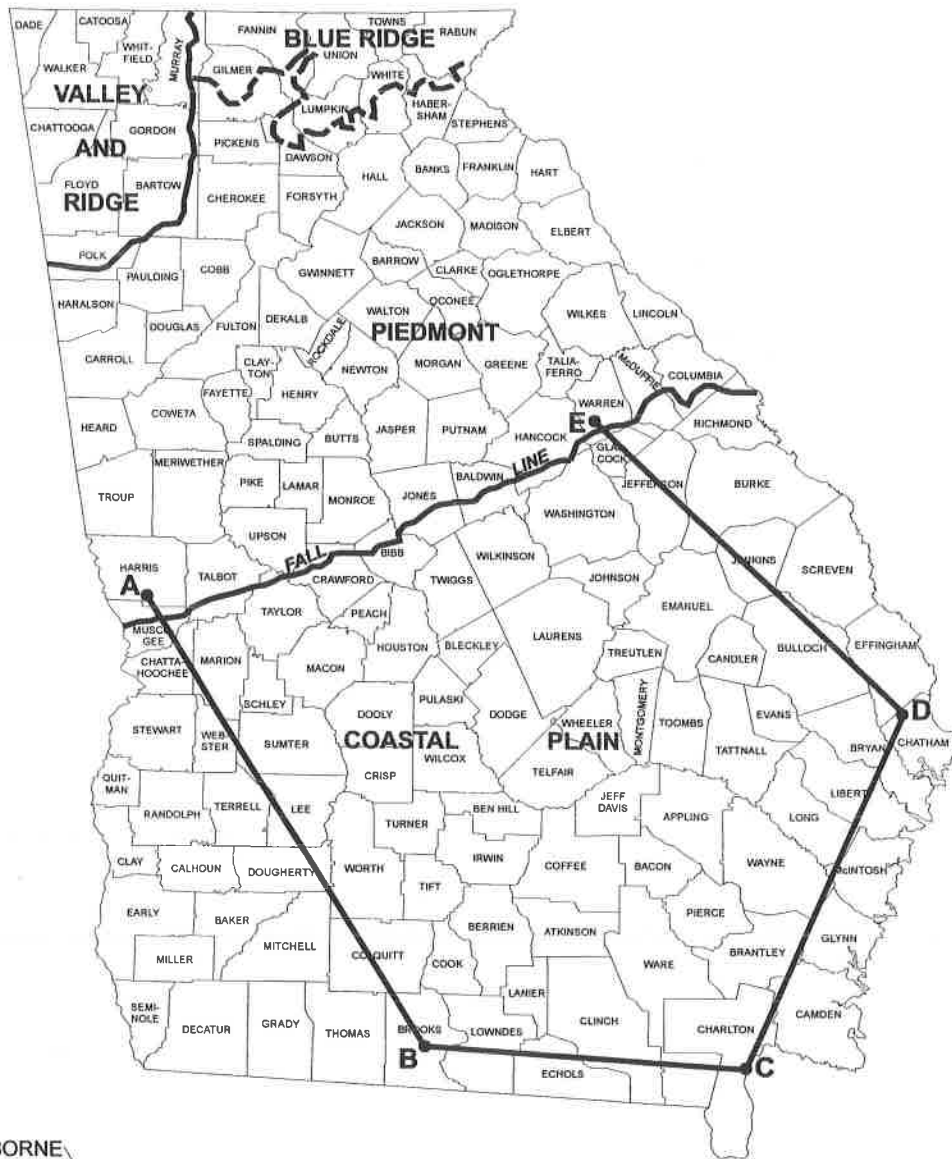 DADE
CATOOSA
WHIT-
FIELD
MURRAY
FANNIN
TOWNS
RABUN
BLUE RIDGE
UNION
WALKER
GILMER
WHITE
VALLEY
LUMPKIN
HABER-
SHAM
STEPHENS
CHATTOOGA
GORDON
PICKENS
DAWSON
AND
HALL
BANKS
FRANKLIN
HART
FLOYD
BARTOW
CHEROKEE
FORSYTH
RIDGE
JACKSON
MADISON
ELBERT
POLK
PAULDING
COBB
GWINNETT
BARROW
CLARKE
OGLETHORPE
OCONEE
HARALSON
DOUGLAS
FULTON
DEKALB
ROCKDALE
WALTON
PIEDMONT
WILKES
LINCOLN
CARROLL
CLAY-
TON
NEWTON
MORGAN
GREENE
TALIA-
FERRO
McDUFFIE
COLUMBIA
FAYETTE
HENRY
WARREN
HEARD
COWETA
SPALDING
BUTTS
JASPER
PUTNAM
HANCOCK
E
RICHMOND
MERIWETHER
GLAS
COCK
TROUP
PIKE
LAMAR
MONROE
JONES
BALDWIN
LINE
JEFFERSON
BURKE
UPSON
WASHINGTON
HARRIS
TALBOT
FALL
BIBB
WILKINSON
JENKINS
SCREVEN
A
CRAWFORD
TWIGGS
JOHNSON
TAYLOR
PEACH
EMANUEL
MUSCO
GEE
CHATTA-
HOOCHEE
MARION
MACON
HOUSTON
BLECKLEY
LAURENS
TREUTLEN
CANDLER
BULLOCH
EFFINGHAM
SCHLEY
PULASKI
DODGE
WHEELER
MONTGOMERY
TOOMBS
EVANS
D
STEWART
WEB-
STER
SUMTER
DOOLY
COASTAL
PLAIN
WILCOX
TATTNALL
BRYAN
CHATHAM
CRISP
TELFAIR
QUIT-
MAN
RANDOLPH
TERRELL
LEE
TURNER
BEN HILL
JEFF
DAVIS
APPLING
LONG
LIBERT
CLAY
CALHOUN
DOUGHERTY
WORTH
TIFT
IRWIN
COFFEE
BACON
WAYNE
McINTOSH
EARLY
BAKER
MITCHELL
COLQUITT
BERRIEN
ATKINSON
PIERCE
MILLER
COOK
WARE
BRANTLEY
GLYNN
SEMI-
NOLE
DECATUR
GRADY
THOMAS
BROOKS
LANIER
LOWNDES
CLINCH
CHARLTON
CAMDEN
B
ECHOLS
C
BORNE